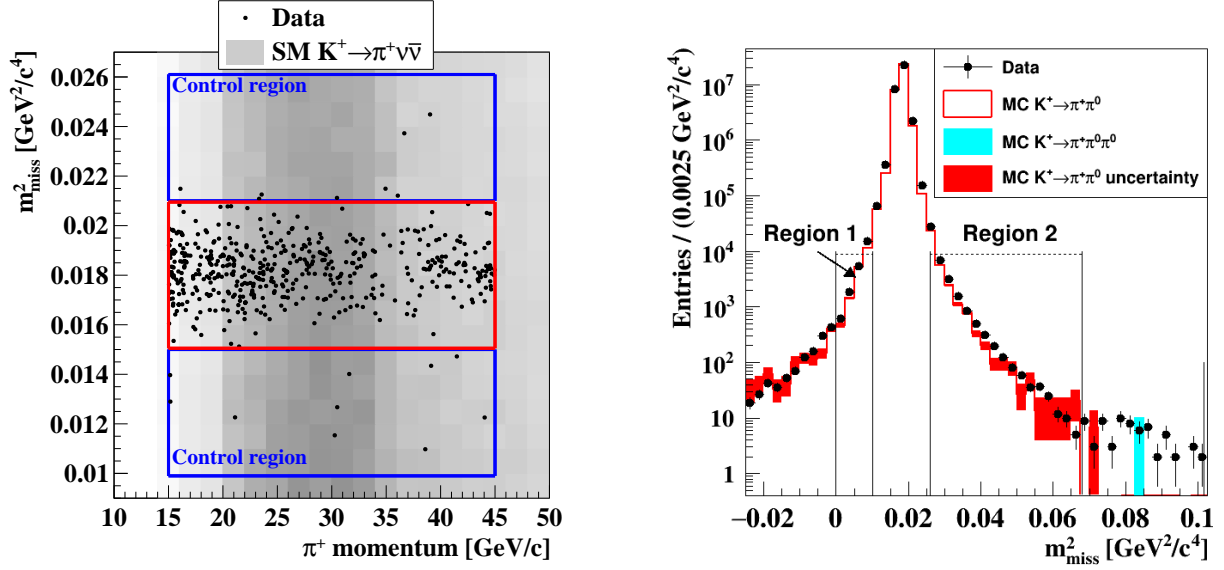 Data
SM K⁺→π⁺νν̄
m²miss [GeV²/c⁴]
0.026
0.024
0.022
0.02
0.018
0.016
0.014
0.012
0.01
Control region
Control region
10 15 20 25 30 35 40 45 50
π⁺ momentum [GeV/c]
Entries / (0.0025 GeV²/c⁴)
10⁷
10⁶
10⁵
10⁴
10³
10²
10
1
Data
MC K⁺→π⁺π⁰
MC K⁺→π⁺π⁰π⁰
MC K⁺→π⁺π⁰ uncertainty
Region 1
Region 2
−0.02 0 0.02 0.04 0.06 0.08 0.1
m²miss [GeV²/c⁴]